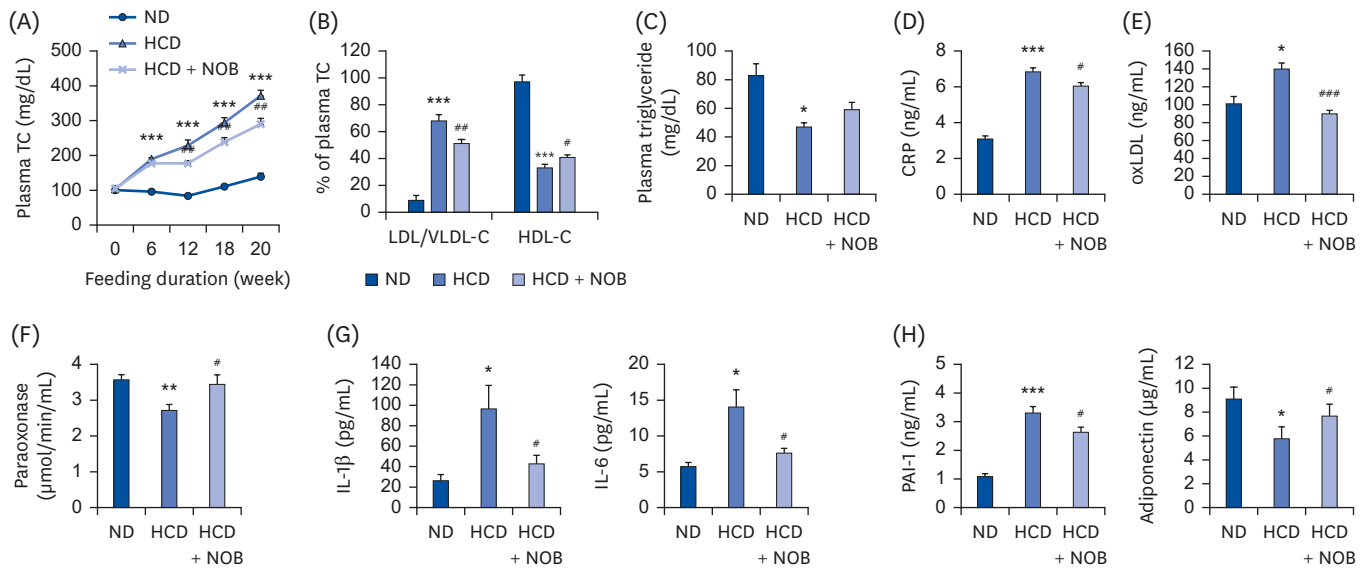 (A)
ND
HCD
HCD + NOB
Plasma TC (mg/dL)
500
400
300
200
100
0
***
***
***
***
##
##
##
0 6 12 18 20
Feeding duration (week)
(B)
% of plasma TC
120
100
80
60
40
20
0
***
##
***
#
LDL/VLDL-C HDL-C
ND HCD HCD + NOB
(C)
Plasma triglyceride
(mg/dL)
100
80
60
40
20
0
*
ND HCD HCD
+ NOB
(D)
CRP (ng/mL)
8
6
4
2
0
***
#
ND HCD HCD
+ NOB
(E)
oxLDL (ng/mL)
160
140
120
100
80
60
40
20
0
*
###
ND HCD HCD
+ NOB
(F)
Paraoxonase
(µmol/min/mL)
4
3
2
1
0
**
#
ND HCD HCD
+ NOB
(G)
IL-1β (pg/mL)
140
120
100
80
60
40
20
0
*
#
ND HCD HCD
+ NOB
IL-6 (pg/mL)
20
15
10
5
0
*
#
ND HCD HCD
+ NOB
(H)
PAI-1 (ng/mL)
5
4
3
2
1
0
***
#
ND HCD HCD
+ NOB
Adiponectin (µg/mL)
12
10
8
6
4
2
0
*
#
ND HCD HCD
+ NOB